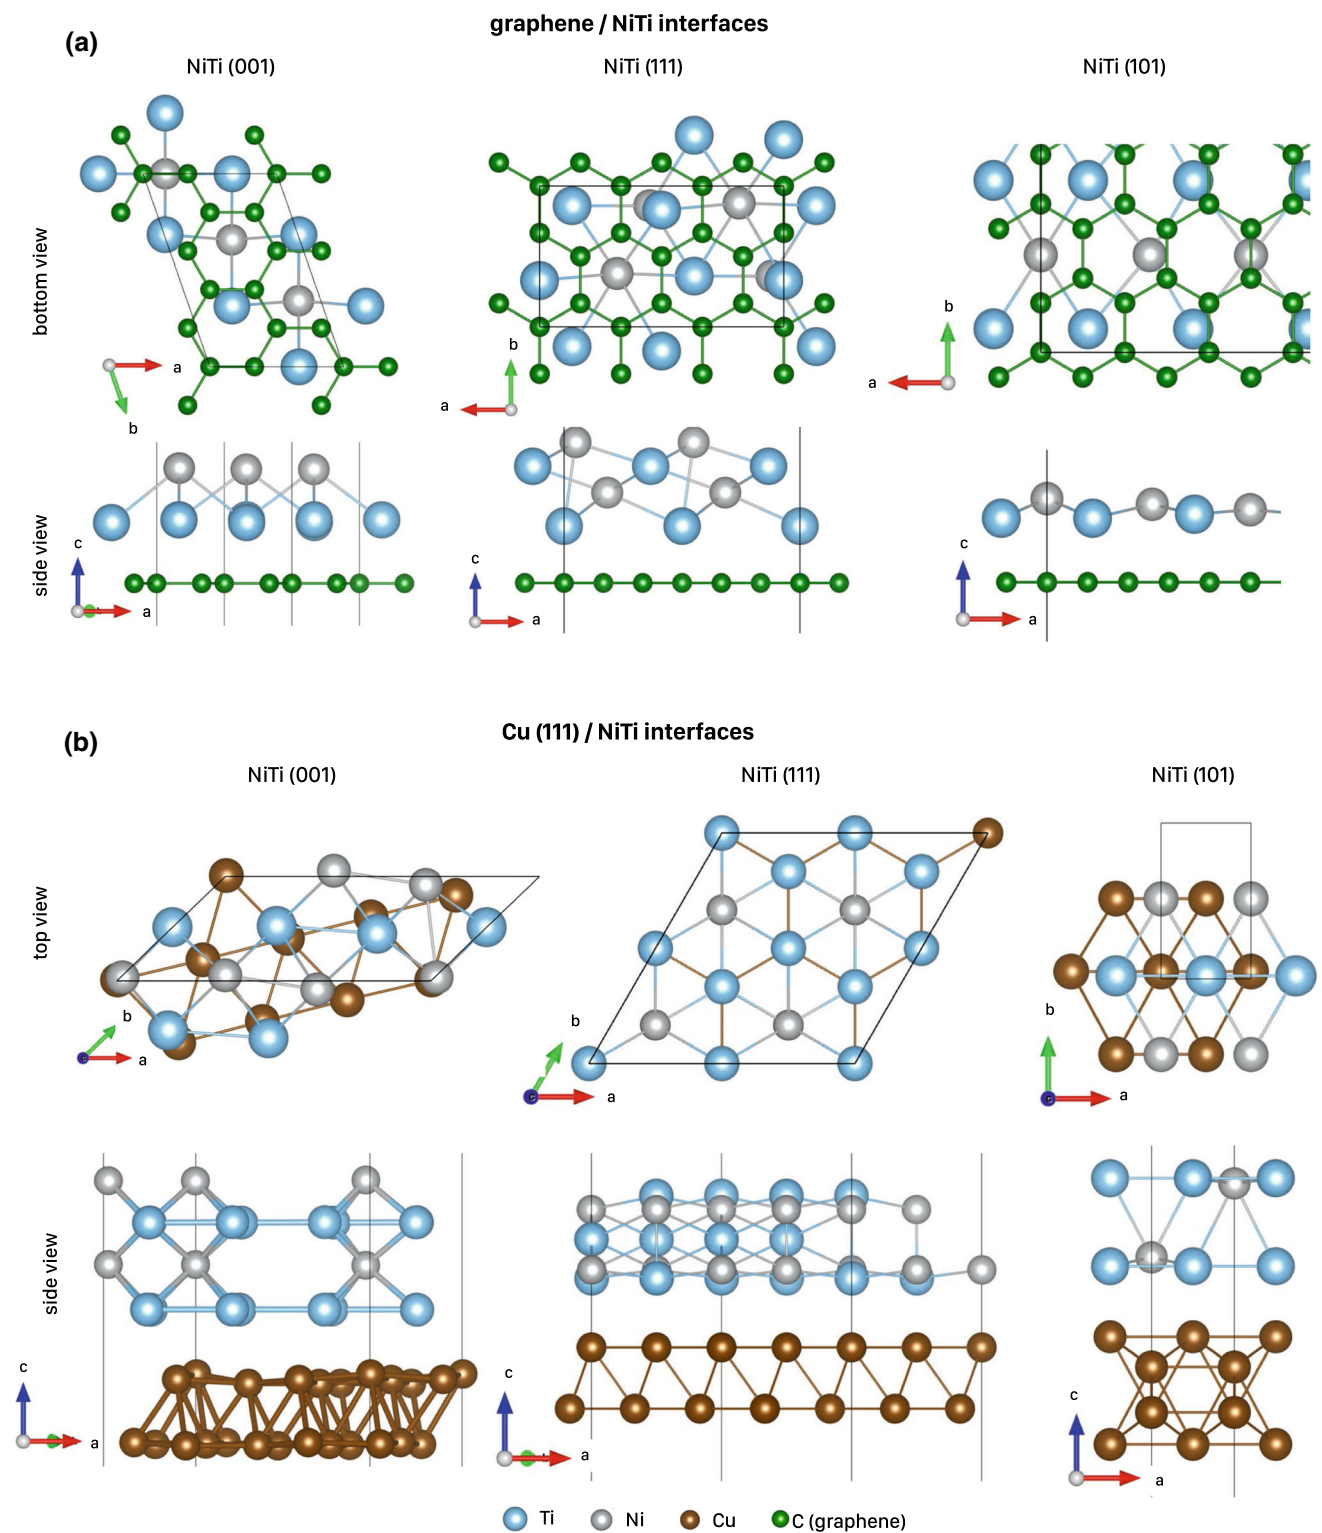 graphene / NiTi interfaces
(a)
NiTi (001)
NiTi (111)
NiTi (101)
bottom view
a
b
b
a
b
a
side view
c
a
c
a
c
a
Cu (111) / NiTi interfaces
(b)
NiTi (001)
NiTi (111)
NiTi (101)
top view
b
a
b
a
b
a
side view
c
a
c
a
c
a
Ti Ni Cu C (graphene)